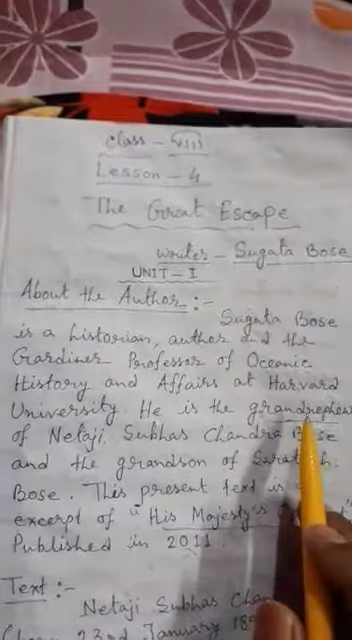 Class - VIII
Lesson - 4
The Great Escape
writer - Sugata Bose
UNIT - I
About the Author :-
Sugata Bose
is a historian, author and the
Gardiner Professor of Oceanic
History and Affairs at Harvard
University. He is the grandnephew
of Netaji Subhas Chandra Bose
and the grandson of Sarat
Bose. This present text is
excerpt of "His Majesty's
Published in 2011
Text :-
Netaji Subhas
23rd January